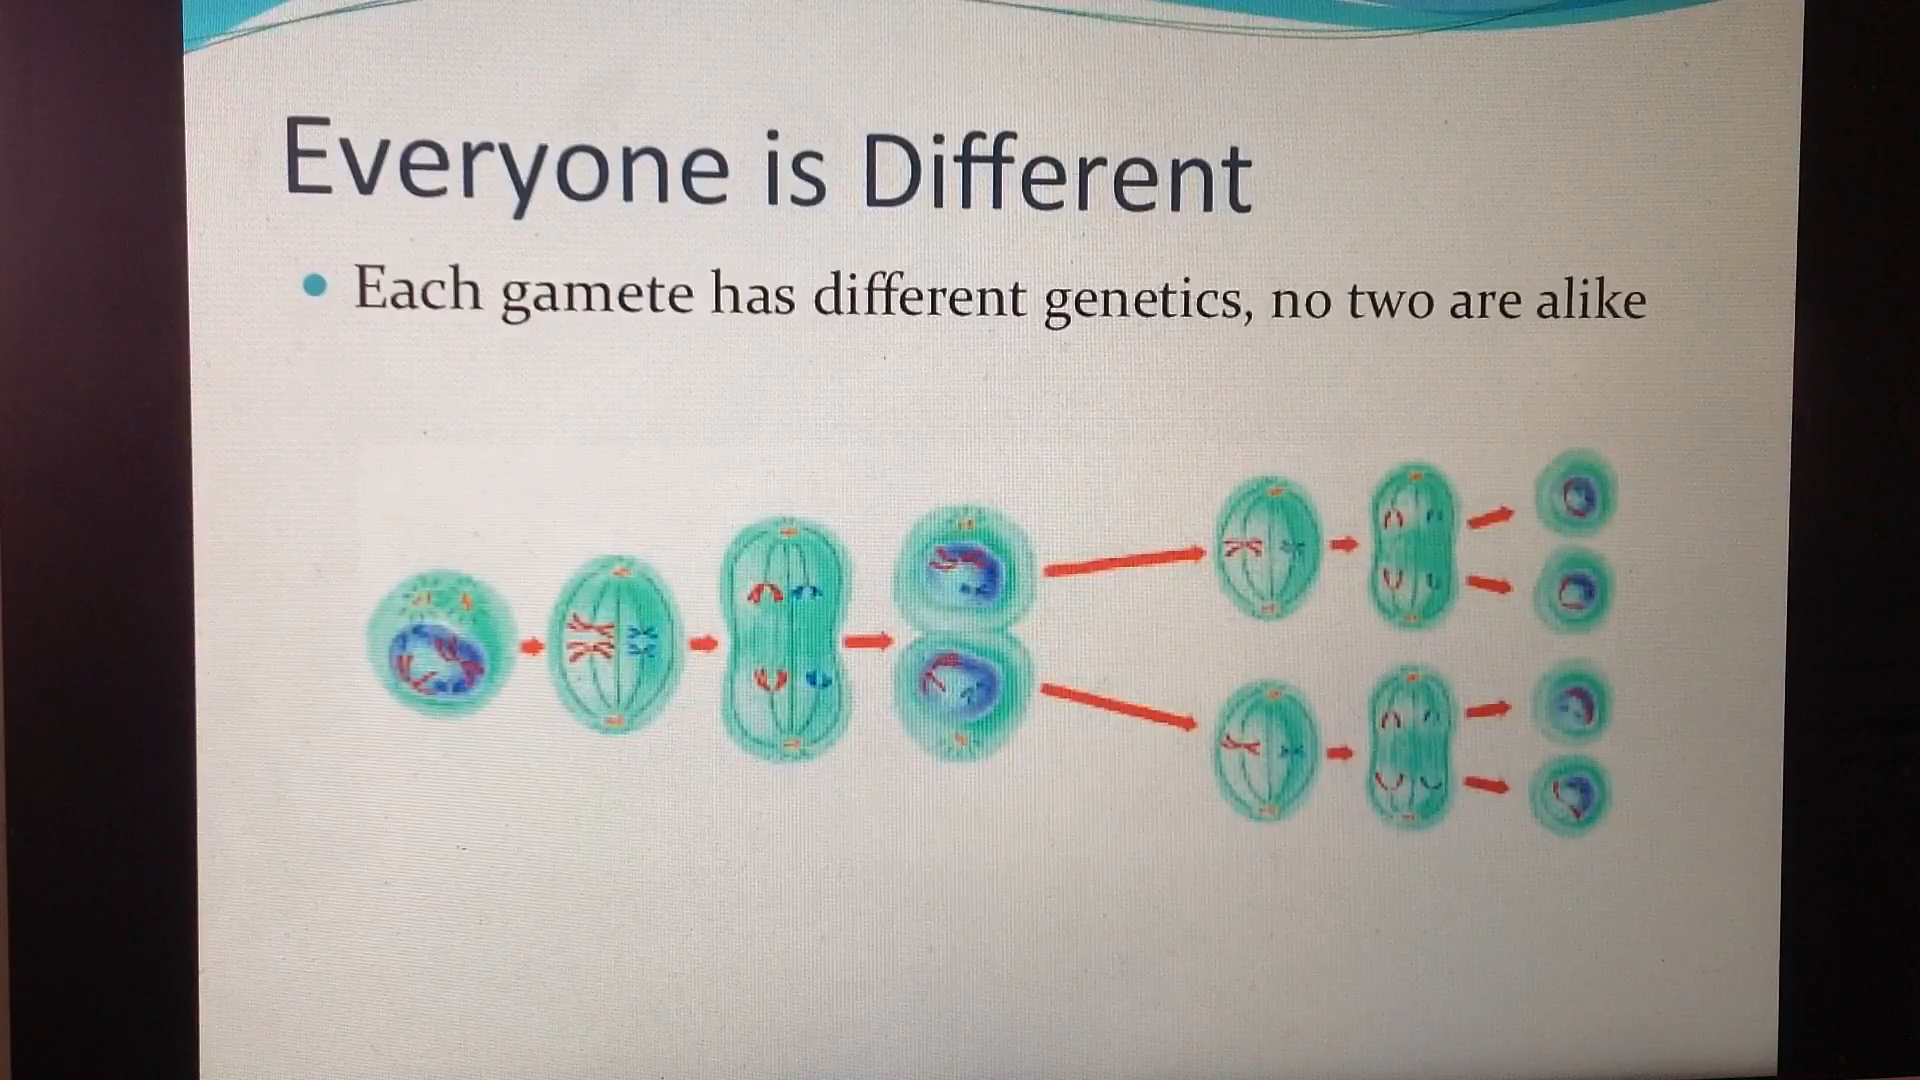 Everyone is Different
• Each gamete has different genetics, no two are alike